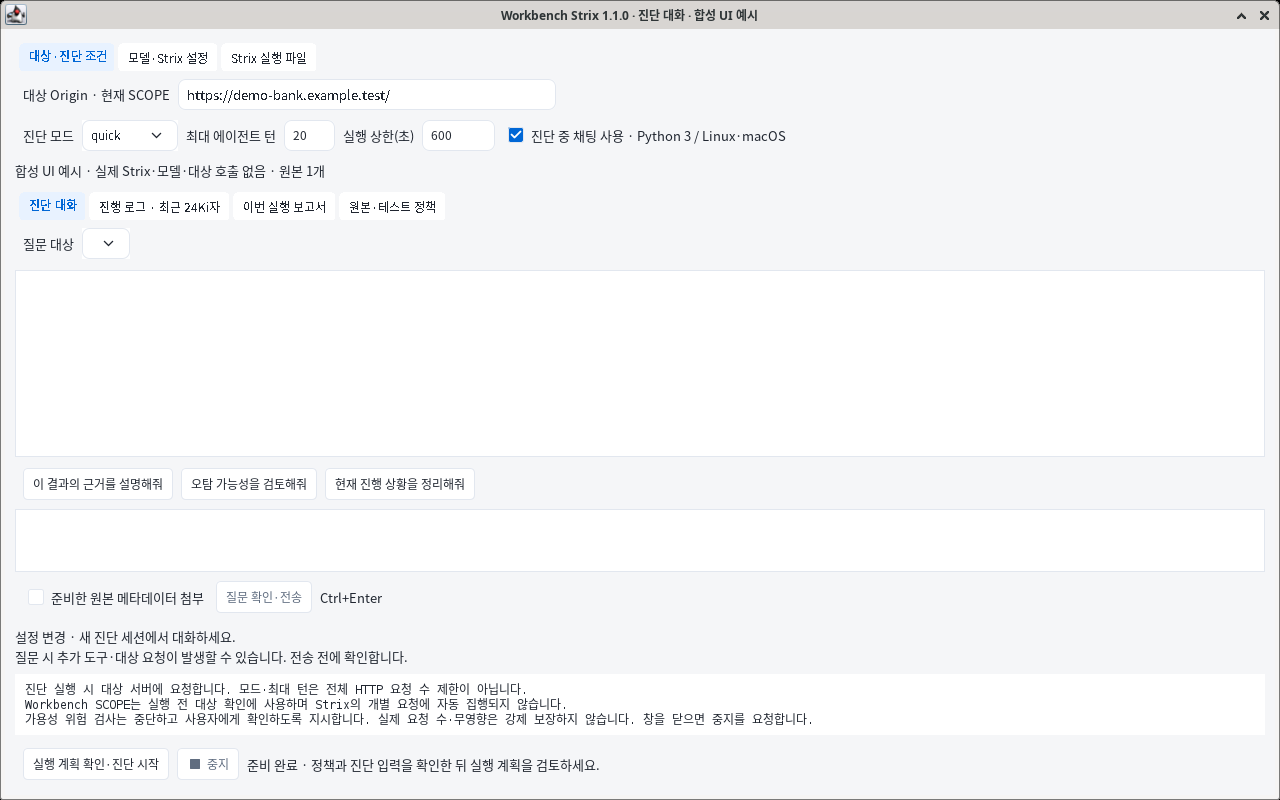 Workbench Strix 1.1.0 · 진단 대화 · 합성 UI 예시
대상 · 진단 조건 모델·Strix 설정 Strix 실행 파일
대상 Origin · 현재 SCOPE https://demo-bank.example.test/
진단 모드 quick 최대 에이전트 턴 20 실행 상한(초) 600 진단 중 채팅 사용 · Python 3 / Linux·macOS
합성 UI 예시 · 실제 Strix·모델·대상 호출 없음 · 원본 1개
진단 대화 진행 로그 · 최근 24Ki자 이번 실행 보고서 원본·테스트 정책
질문 대상
이 결과의 근거를 설명해줘 오탐 가능성을 검토해줘 현재 진행 상황을 정리해줘
준비한 원본 메타데이터 첨부 질문 확인·전송 Ctrl+Enter
설정 변경 · 새 진단 세션에서 대화하세요.
질문 시 추가 도구·대상 요청이 발생할 수 있습니다. 전송 전에 확인합니다.
진단 실행 시 대상 서버에 요청합니다. 모드·최대 턴은 전체 HTTP 요청 수 제한이 아닙니다.
Workbench SCOPE는 실행 전 대상 확인에 사용하며 Strix의 개별 요청에 자동 집행되지 않습니다.
가용성 위험 검사는 중단하고 사용자에게 확인하도록 지시합니다. 실제 요청 수·무영향은 강제 보장하지 않습니다. 창을 닫으면 중지를 요청합니다.
실행 계획 확인·진단 시작 중지 준비 완료 · 정책과 진단 입력을 확인한 뒤 실행 계획을 검토하세요.